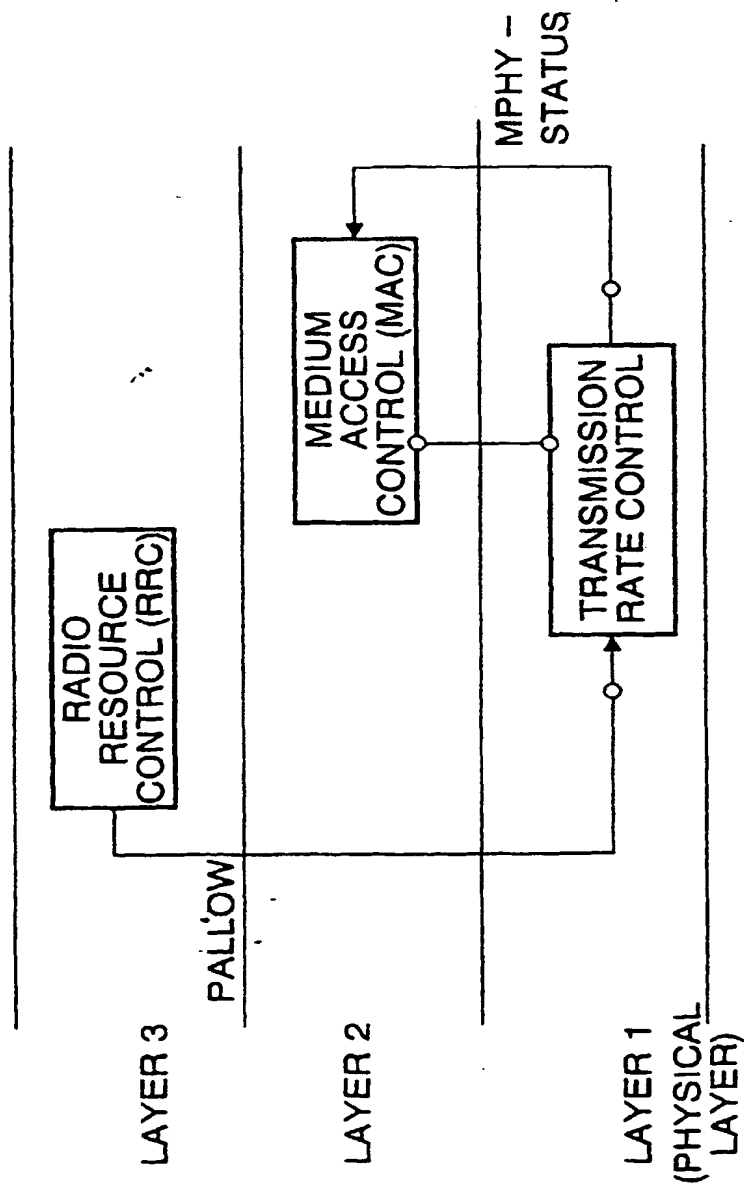 LAYER 3
RADIO
RESOURCE
CONTROL (RRC)
PALLOW
LAYER 2
MEDIUM
ACCESS
CONTROL (MAC)
MPHY –
STATUS
LAYER 1
(PHYSICAL
LAYER)
TRANSMISSION
RATE CONTROL